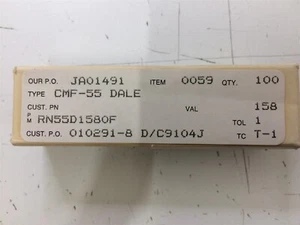 OUR P.O. JA01491 ITEM 0059 QTY. 100
TYPE CMF-55 DALE
CUST. PN VAL 158
P/M RN55D1580F TOL 1
CUST. P.O. 010291-8 D/C9104J TC T-1